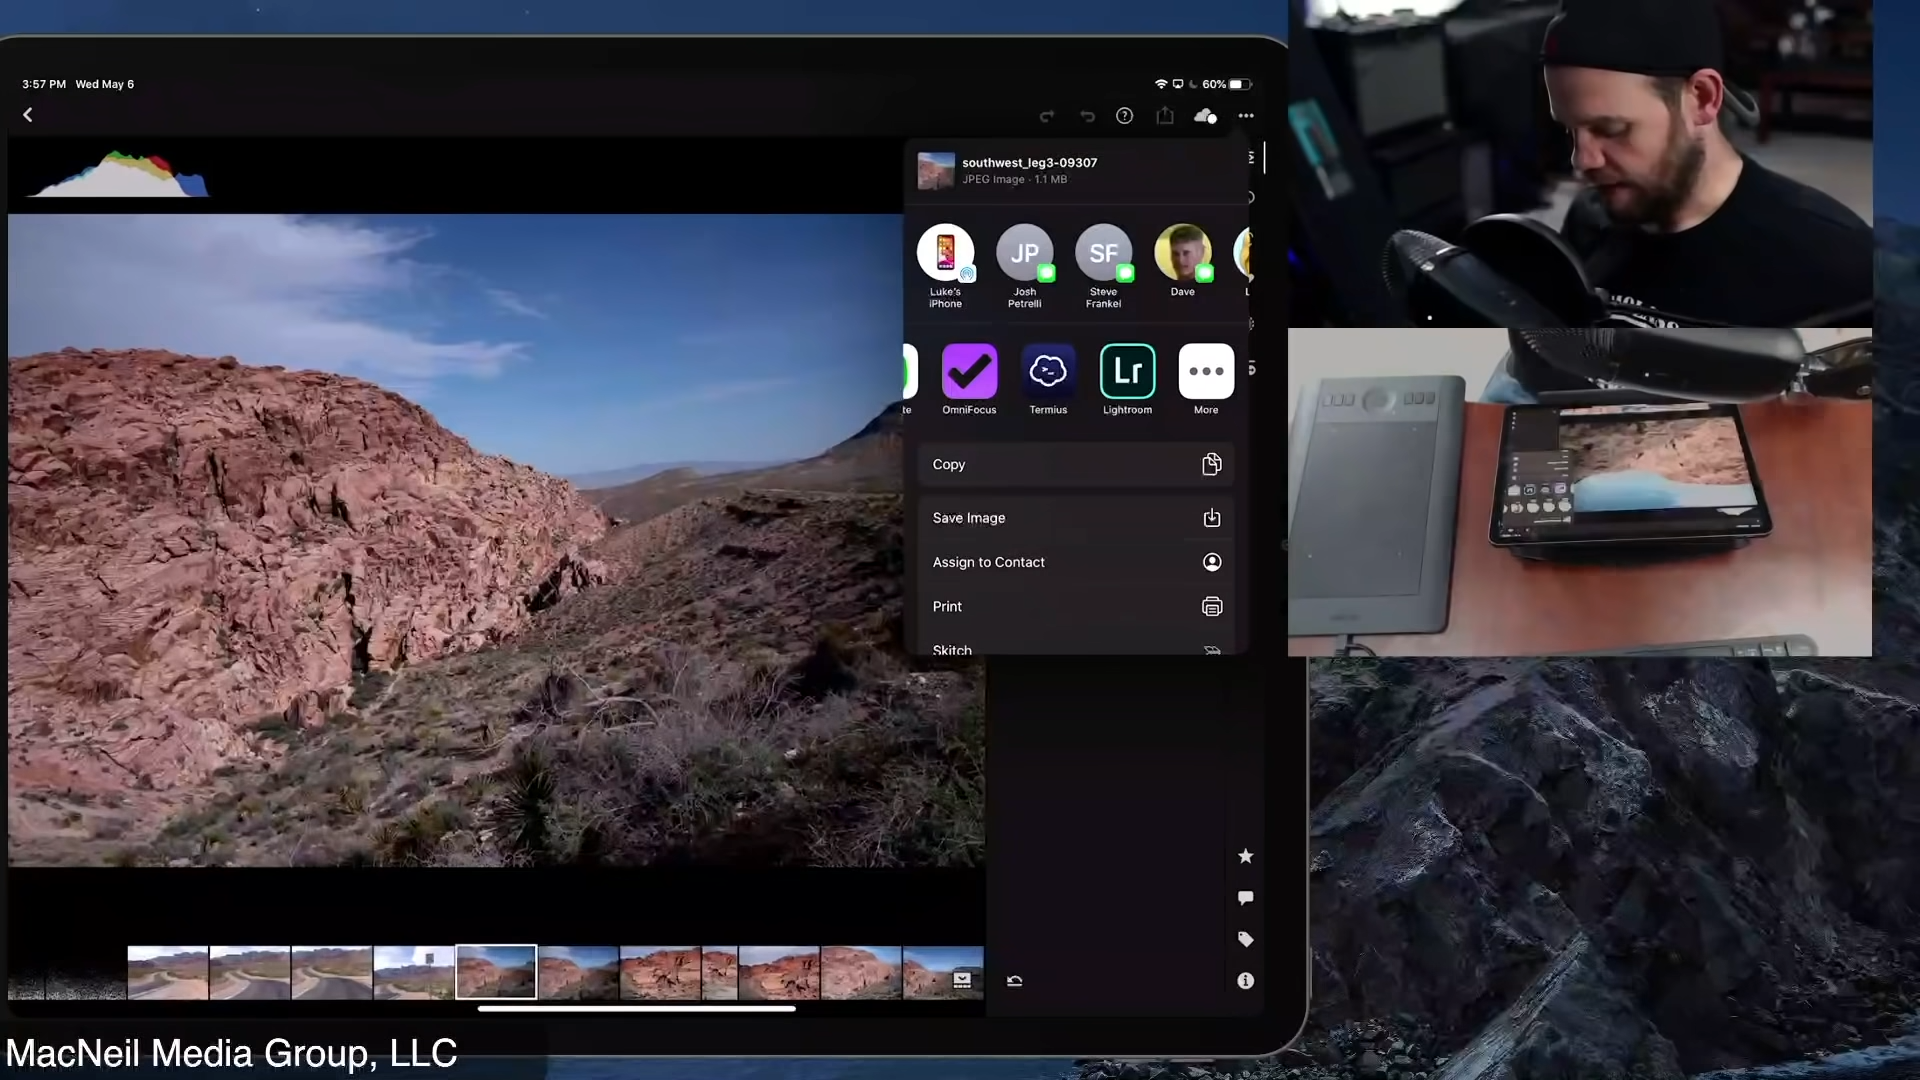 3:57 PM Wed May 6
60%
southwest_leg3-09307
JPEG Image · 1.1 MB
JP
SF
Luke's
iPhone
Josh
Petrelli
Steve
Frankel
Dave
L
Lr
te
OmniFocus
Termius
Lightroom
More
Copy
Save Image
Assign to Contact
Print
Skitch
MacNeil Media Group, LLC